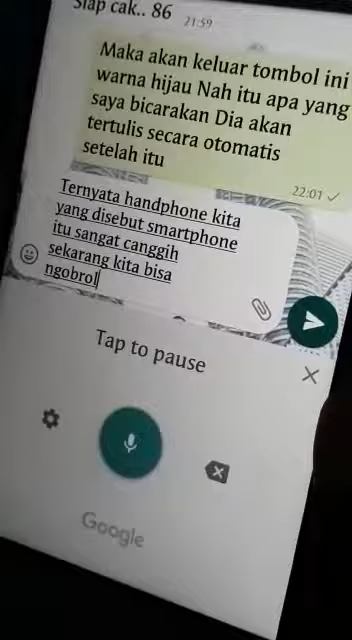 Siap cak.. 86
21:59
Maka akan keluar tombol ini
warna hijau Nah itu apa yang
saya bicarakan Dia akan
tertulis secara otomatis
setelah itu
22:01
Ternyata handphone kita
yang disebut smartphone
itu sangat canggih
sekarang kita bisa
ngobrol
Tap to pause
Google